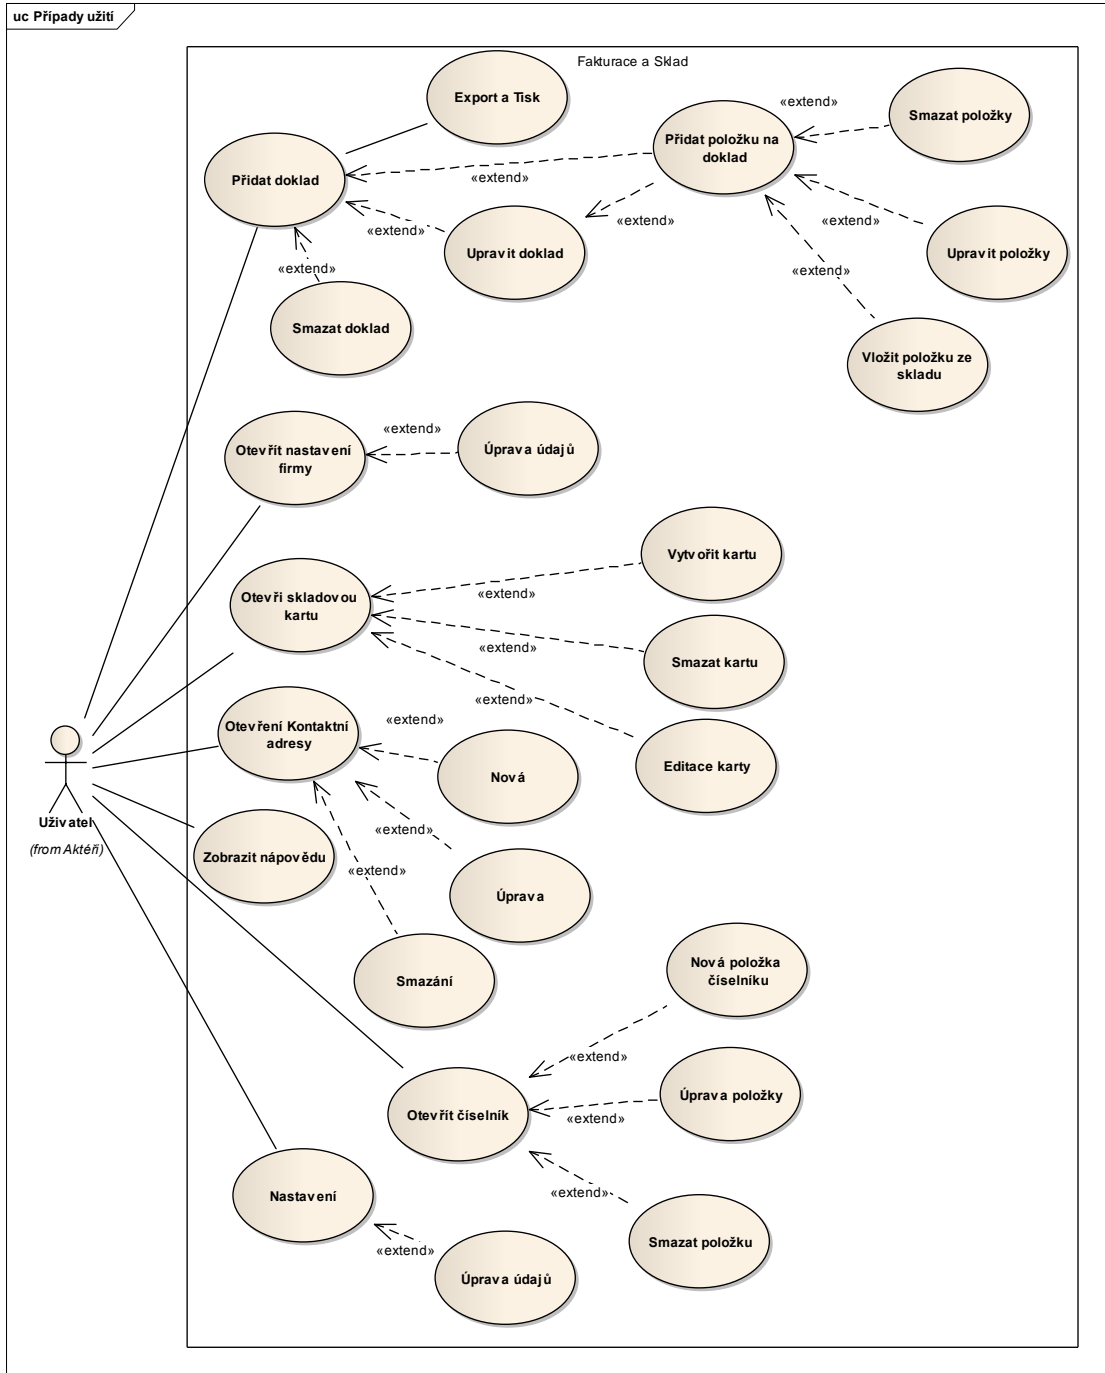 uc Případy užití
Fakturace a Sklad
Export a Tisk
Přidat doklad
Přidat položku na
doklad
«extend»
Smazat položky
«extend»
Upravit doklad
«extend»
«extend»
«extend»
Upravit položky
«extend»
Smazat doklad
«extend»
Vložit položku ze
skladu
Otevřít nastavení
firmy
«extend»
Úprava údajů
Otevři skladovou
kartu
«extend»
Vytvořit kartu
«extend»
Smazat kartu
«extend»
Editace karty
Otevření Kontaktní
adresy
«extend»
Nová
«extend»
Úprava
«extend»
Smazání
Uživatel
(from Aktéři)
Zobrazit nápovědu
Nová položka
číselníku
«extend»
Otevřít číselník
«extend»
Úprava položky
«extend»
Smazat položku
Nastavení
«extend»
Úprava údajů